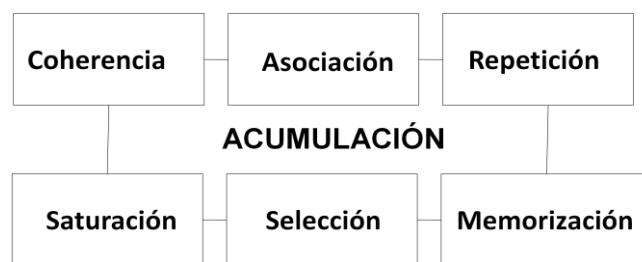 Coherencia
Asociación
Repetición
ACUMULACIÓN
Saturación
Selección
Memorización